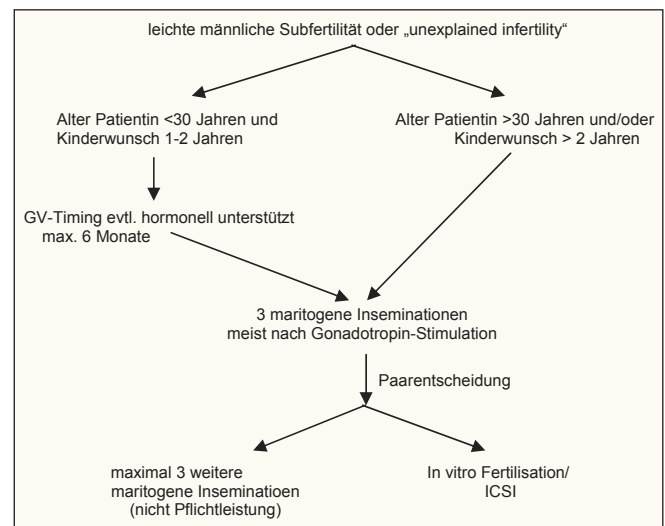 leichte männliche Subfertilität oder „unexplained infertility“
Alter Patientin <30 Jahren und
Kinderwunsch 1-2 Jahren
Alter Patientin >30 Jahren und/oder
Kinderwunsch > 2 Jahren
GV-Timing evtl. hormonell unterstützt
max. 6 Monate
3 maritogene Inseminationen
meist nach Gonadotropin-Stimulation
Paarentscheidung
maximal 3 weitere
maritogene Inseminatioen
(nicht Pflichtleistung)
In vitro Fertilisation/
ICSI